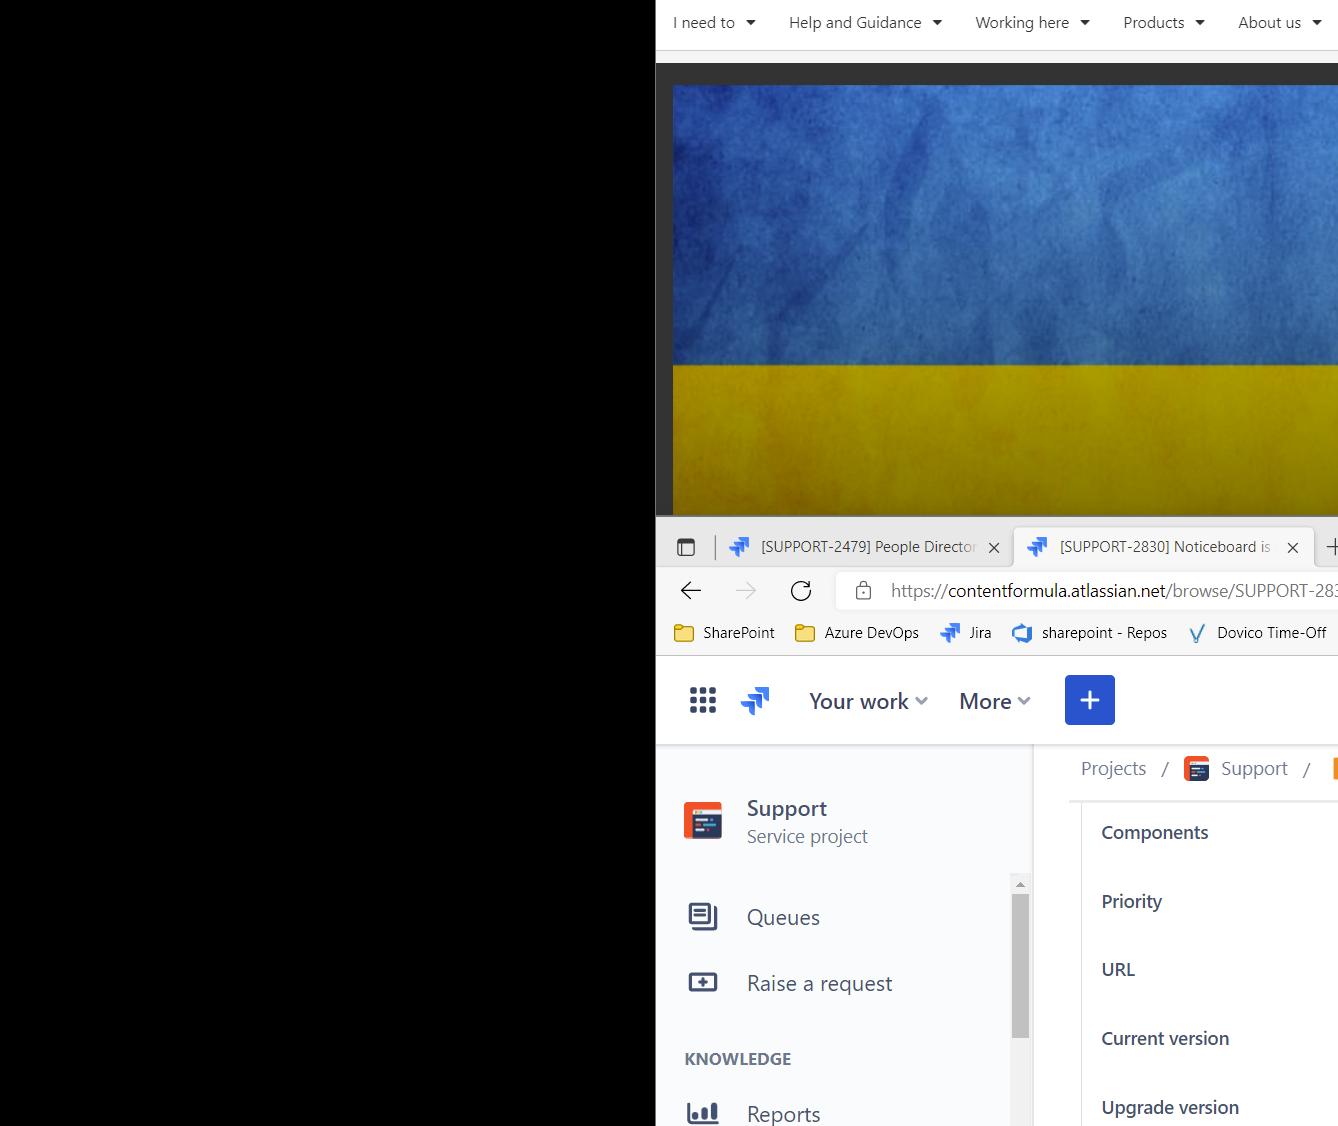 I need to Help and Guidance Working here Products About us
[SUPPORT-2479] People Director [SUPPORT-2830] Noticeboard is
https://contentformula.atlassian.net/browse/SUPPORT-283
SharePoint Azure DevOps Jira sharepoint - Repos Dovico Time-Off
Your work More
Projects / Support /
Support
Service project
Components
Priority
Queues
URL
Raise a request
Current version
KNOWLEDGE
Upgrade version
Reports